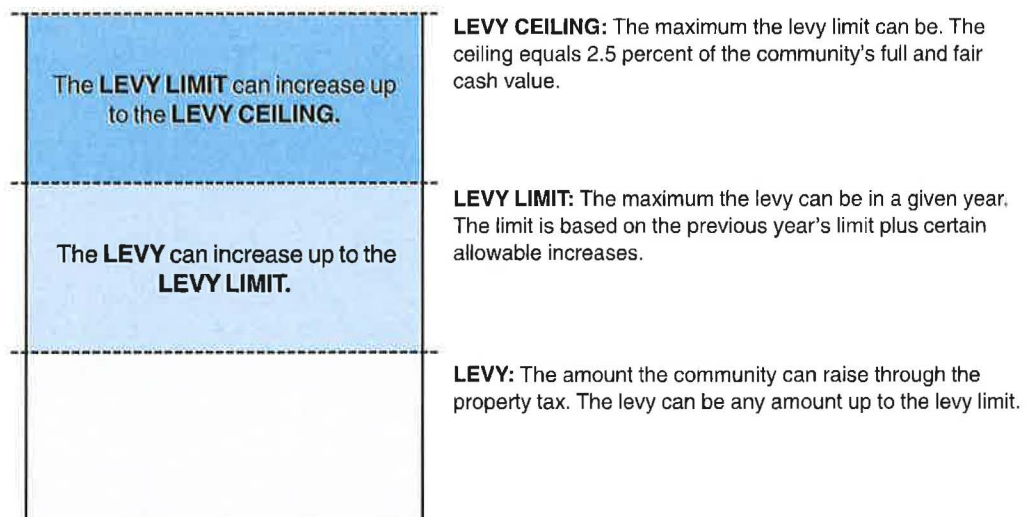 LEVY CEILING: The maximum the levy limit can be. The
ceiling equals 2.5 percent of the community's full and fair
cash value.
The LEVY LIMIT can increase up
to the LEVY CEILING.
LEVY LIMIT: The maximum the levy can be in a given year.
The limit is based on the previous year's limit plus certain
allowable increases.
The LEVY can increase up to the
LEVY LIMIT.
LEVY: The amount the community can raise through the
property tax. The levy can be any amount up to the levy limit.